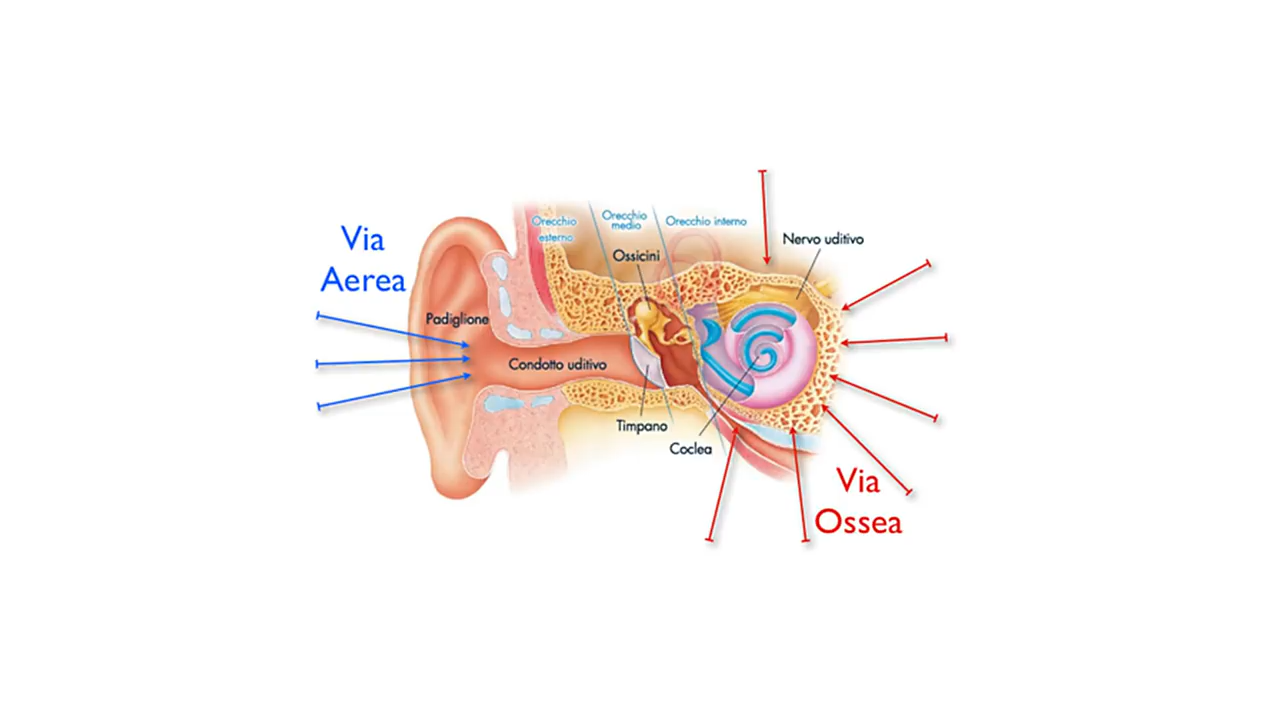 Via
Aerea
Orecchio
esterno
Orecchio
medio
Orecchio interno
Ossicini
Nervo uditivo
Padiglione
Condotto uditivo
Timpano
Coclea
Via
Ossea